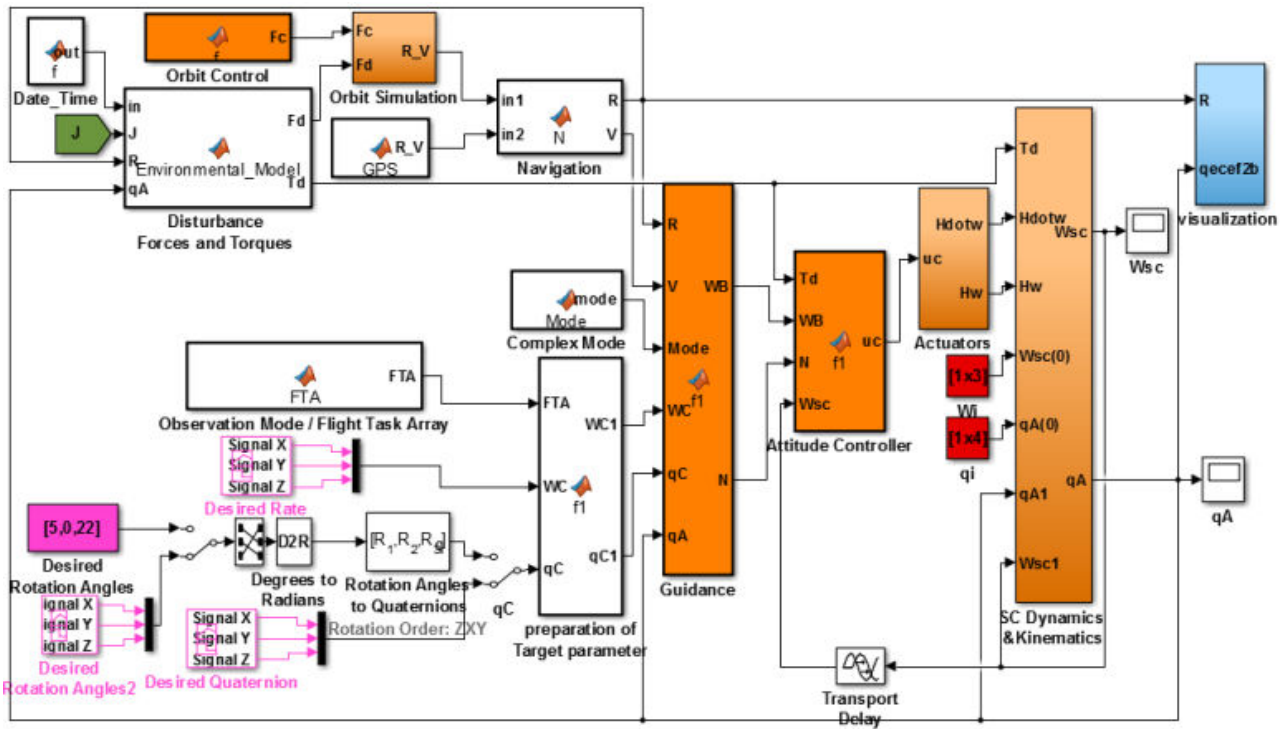 out
f
Date_Time
f
Fc
Orbit Control
Fc
Fd
R_V
Orbit Simulation
J
in
J
R
qA
Environmental_Model
Fd
Td
Disturbance
Forces and Torques
GPS
R_V
in1
in2
N
R
V
Navigation
R
qecef2b
visualization
mode
Mode
Complex Mode
FTA
FTA
Observation Mode / Flight Task Array
Signal X
Signal Y
Signal Z
Desired Rate
[5,0,22]
Desired
Rotation Angles
ignal X
ignal Y
ignal Z
Desired
Rotation Angles2
D2R
Degrees to
Radians
Rotation Angles
to Quaternions
Rotation Order: ZXY
Signal X
Signal Y
Signal Z
Desired Quaternion
qC
FTA
WC
qC
f1
WC1
qC1
preparation of
Target parameter
R
V
Mode
WC
qC
qA
f1
WB
N
Guidance
Td
WB
N
Wsc
f1
uc
Attitude Controller
uc
Hdotw
Hw
Actuators
[1x3]
Wi
[1x4]
qi
Td
Hdotw
Hw
Wsc(0)
qA(0)
qA1
Wsc1
Wsc
qA
SC Dynamics
&Kinematics
Wsc
qA
Transport
Delay